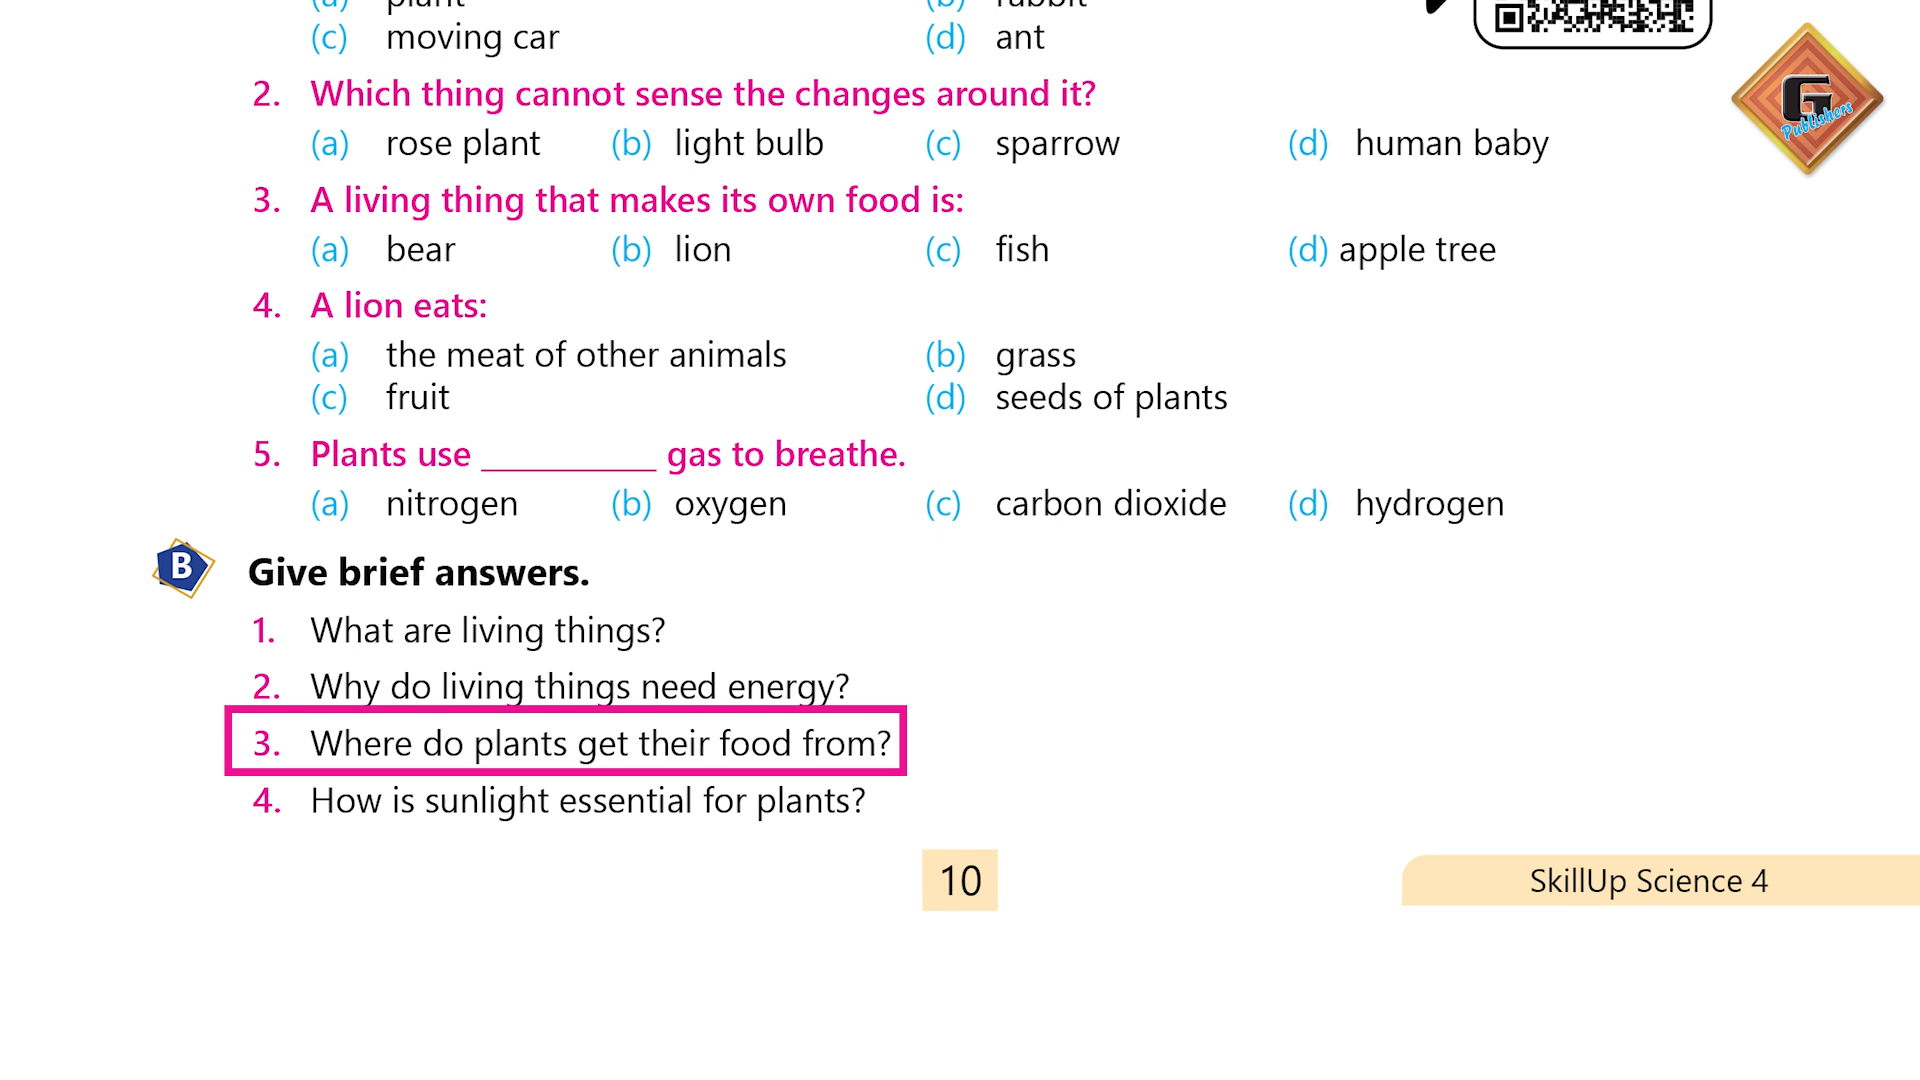 (a) plant (b) rabbit
(c) moving car (d) ant
2. Which thing cannot sense the changes around it?
(a) rose plant (b) light bulb (c) sparrow (d) human baby
3. A living thing that makes its own food is:
(a) bear (b) lion (c) fish (d) apple tree
4. A lion eats:
(a) the meat of other animals (b) grass
(c) fruit (d) seeds of plants
5. Plants use __________ gas to breathe.
(a) nitrogen (b) oxygen (c) carbon dioxide (d) hydrogen
B Give brief answers.
1. What are living things?
2. Why do living things need energy?
3. Where do plants get their food from?
4. How is sunlight essential for plants?
10
SkillUp Science 4
G
Publishers